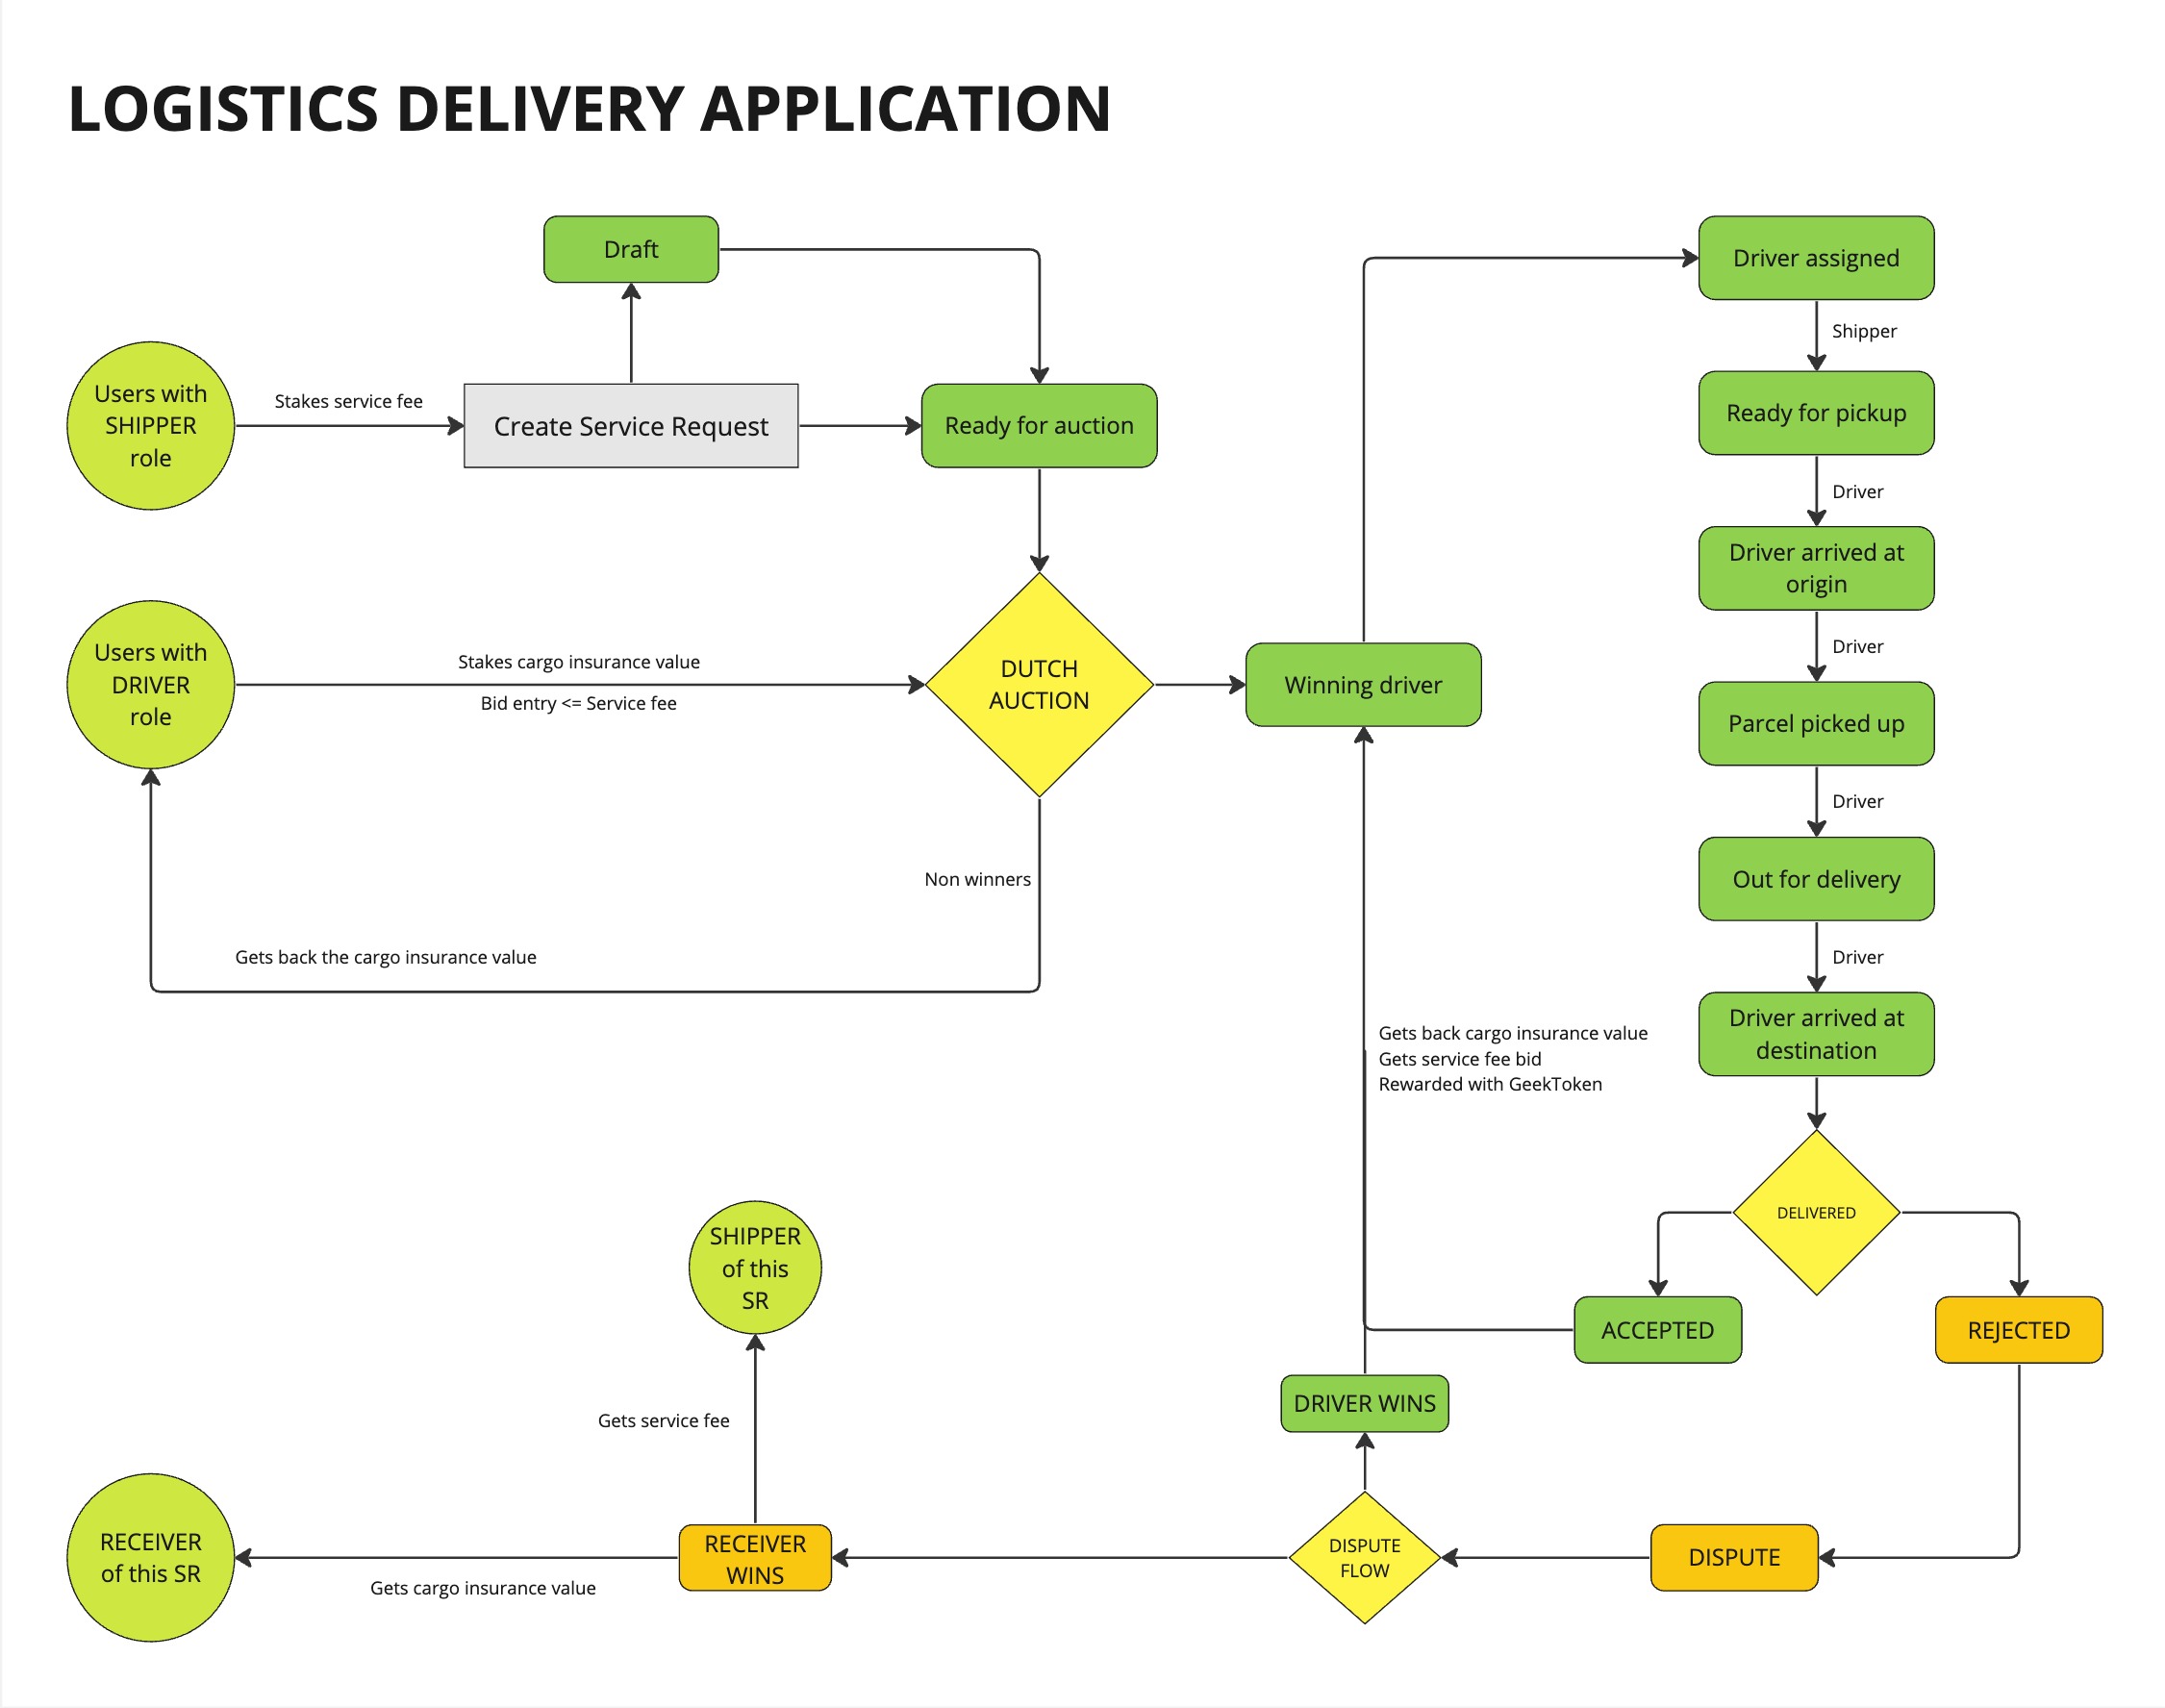 LOGISTICS DELIVERY APPLICATION
Draft
Users with
SHIPPER
role
Stakes service fee
Create Service Request
Ready for auction
Users with
DRIVER
role
Stakes cargo insurance value
Bid entry <= Service fee
DUTCH
AUCTION
Winning driver
Non winners
Gets back the cargo insurance value
Driver assigned
Shipper
Ready for pickup
Driver
Driver arrived at
origin
Driver
Parcel picked up
Driver
Out for delivery
Driver
Driver arrived at
destination
Gets back cargo insurance value
Gets service fee bid
Rewarded with GeekToken
DELIVERED
ACCEPTED
REJECTED
DRIVER WINS
DISPUTE
DISPUTE
FLOW
RECEIVER
WINS
Gets service fee
SHIPPER
of this
SR
Gets cargo insurance value
RECEIVER
of this SR